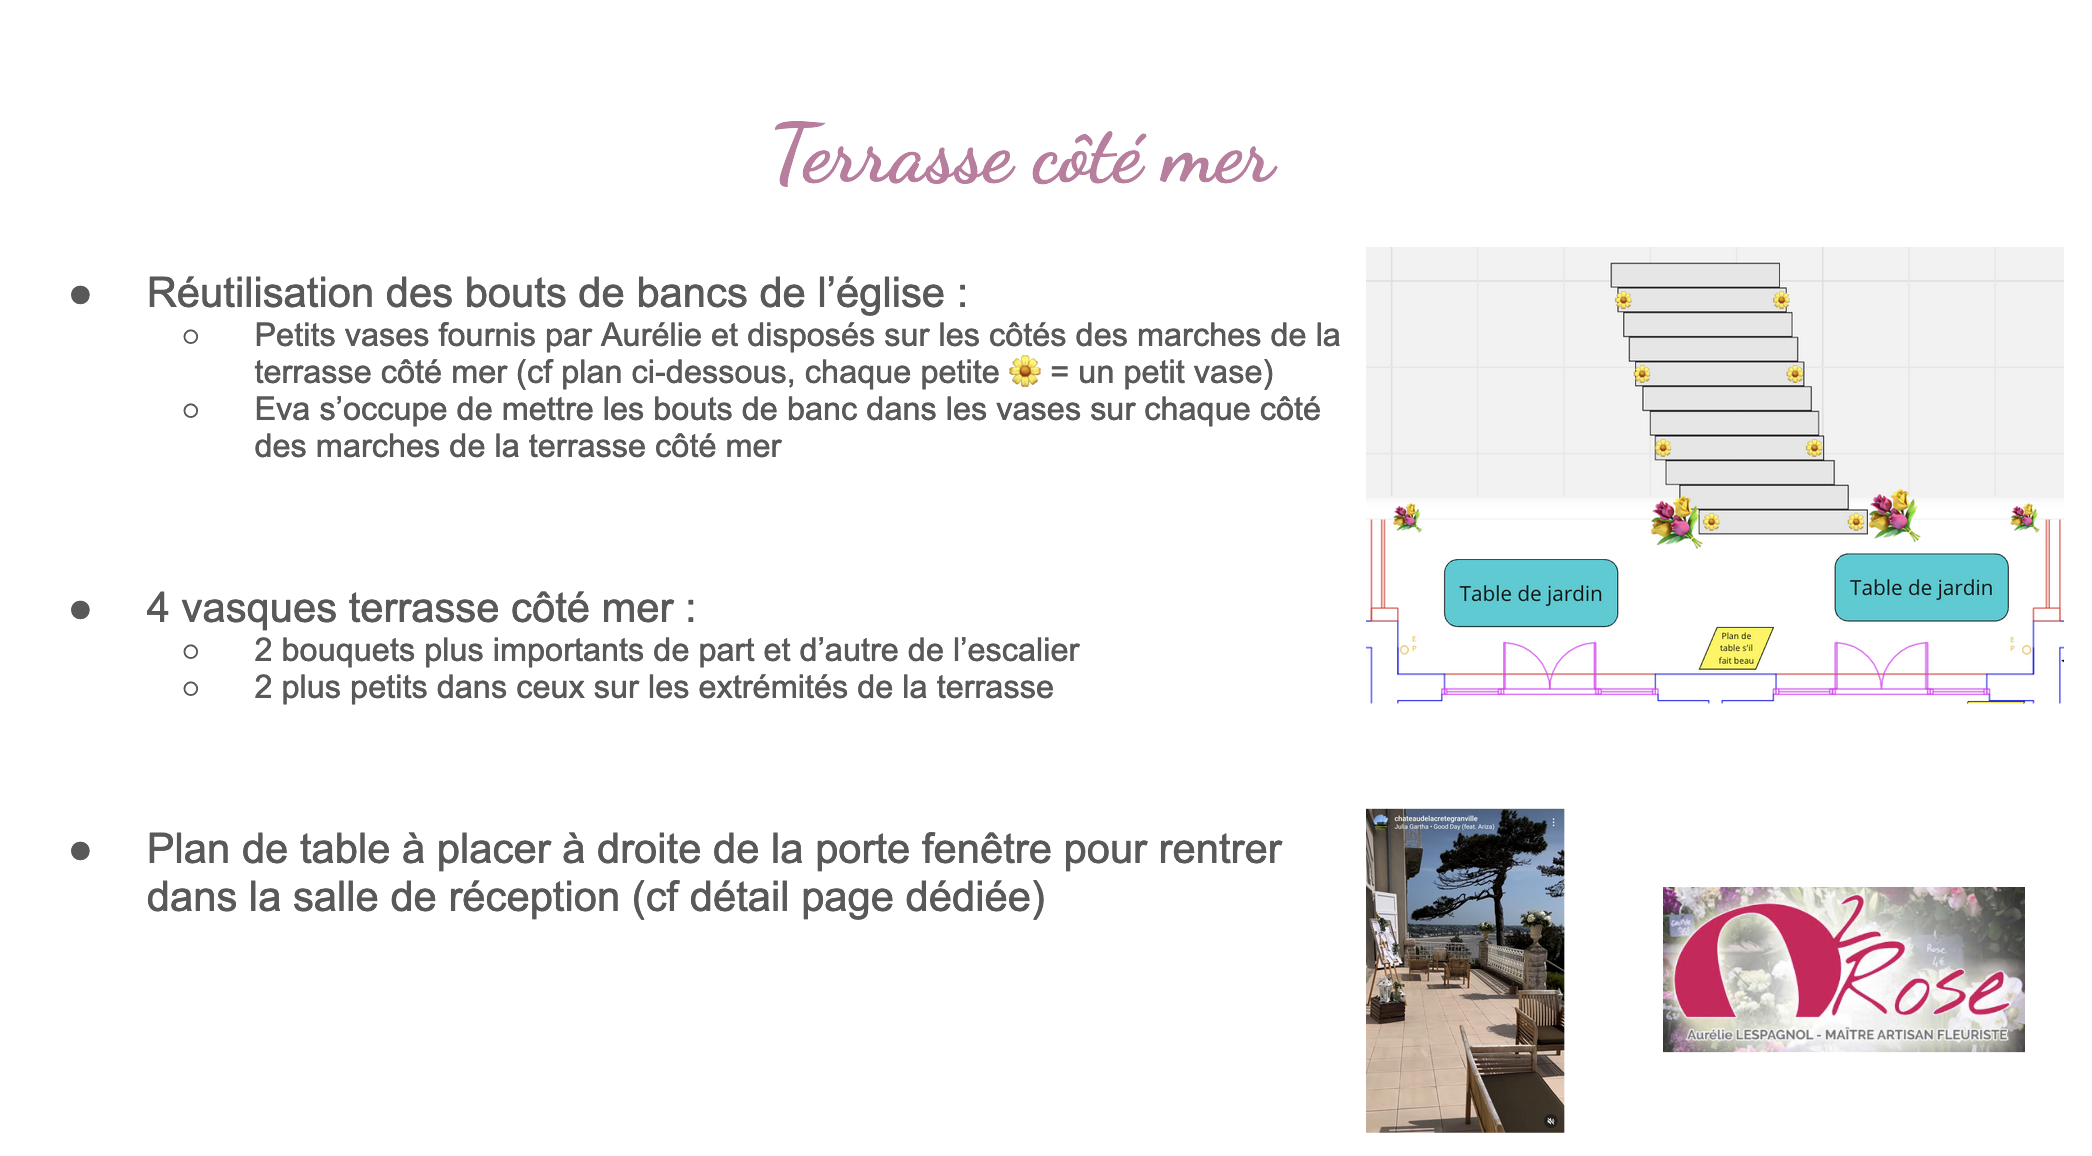 Terrasse côté mer
● Réutilisation des bouts de bancs de l’église :
○ Petits vases fournis par Aurélie et disposés sur les côtés des marches de la
terrasse côté mer (cf plan ci-dessous, chaque petite 🌼 = un petit vase)
○ Eva s’occupe de mettre les bouts de banc dans les vases sur chaque côté
des marches de la terrasse côté mer
● 4 vasques terrasse côté mer :
○ 2 bouquets plus importants de part et d’autre de l’escalier
○ 2 plus petits dans ceux sur les extrémités de la terrasse
● Plan de table à placer à droite de la porte fenêtre pour rentrer
dans la salle de réception (cf détail page dédiée)
Table de jardin
Table de jardin
Plan de
table s'il
fait beau
E
P
E
P
chateaudelacretegranville
Julia Gartha • Good Day (feat. Ariza)
O2 Rose
Aurélie LESPAGNOL - MAÎTRE ARTISAN FLEURISTE